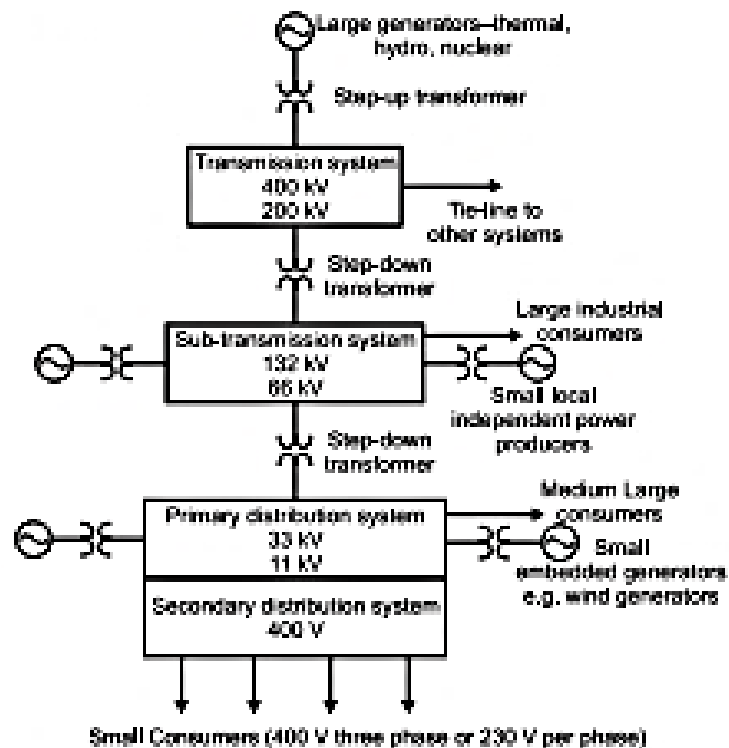 Large generators–thermal,
hydro, nuclear
Step-up transformer
Transmission system
400 kV
200 kV
Tie-line to
other systems
Step-down
transformer
Large industrial
consumers
Sub-transmission system
132 kV
66 kV
Small local
independent power
producers
Step-down
transformer
Medium Large
consumers
Primary distribution system
33 kV
11 kV
Small
embedded generators
e.g. wind generators
Secondary distribution system
400 V
Small Consumers (400 V three phase or 230 V per phase)